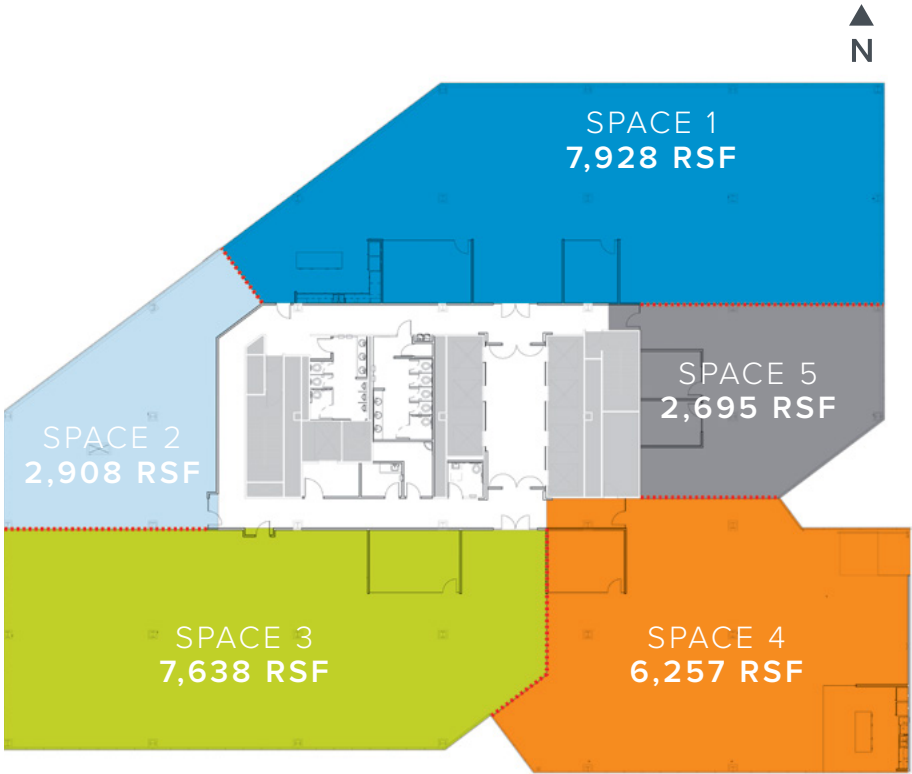 N
SPACE 1
7,928 RSF
SPACE 5
2,695 RSF
SPACE 2
2,908 RSF
SPACE 3
7,638 RSF
SPACE 4
6,257 RSF